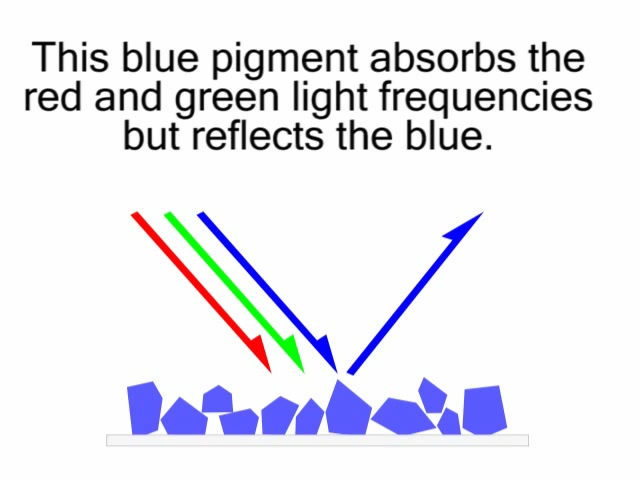 This blue pigment absorbs the
red and green light frequencies
but reflects the blue.